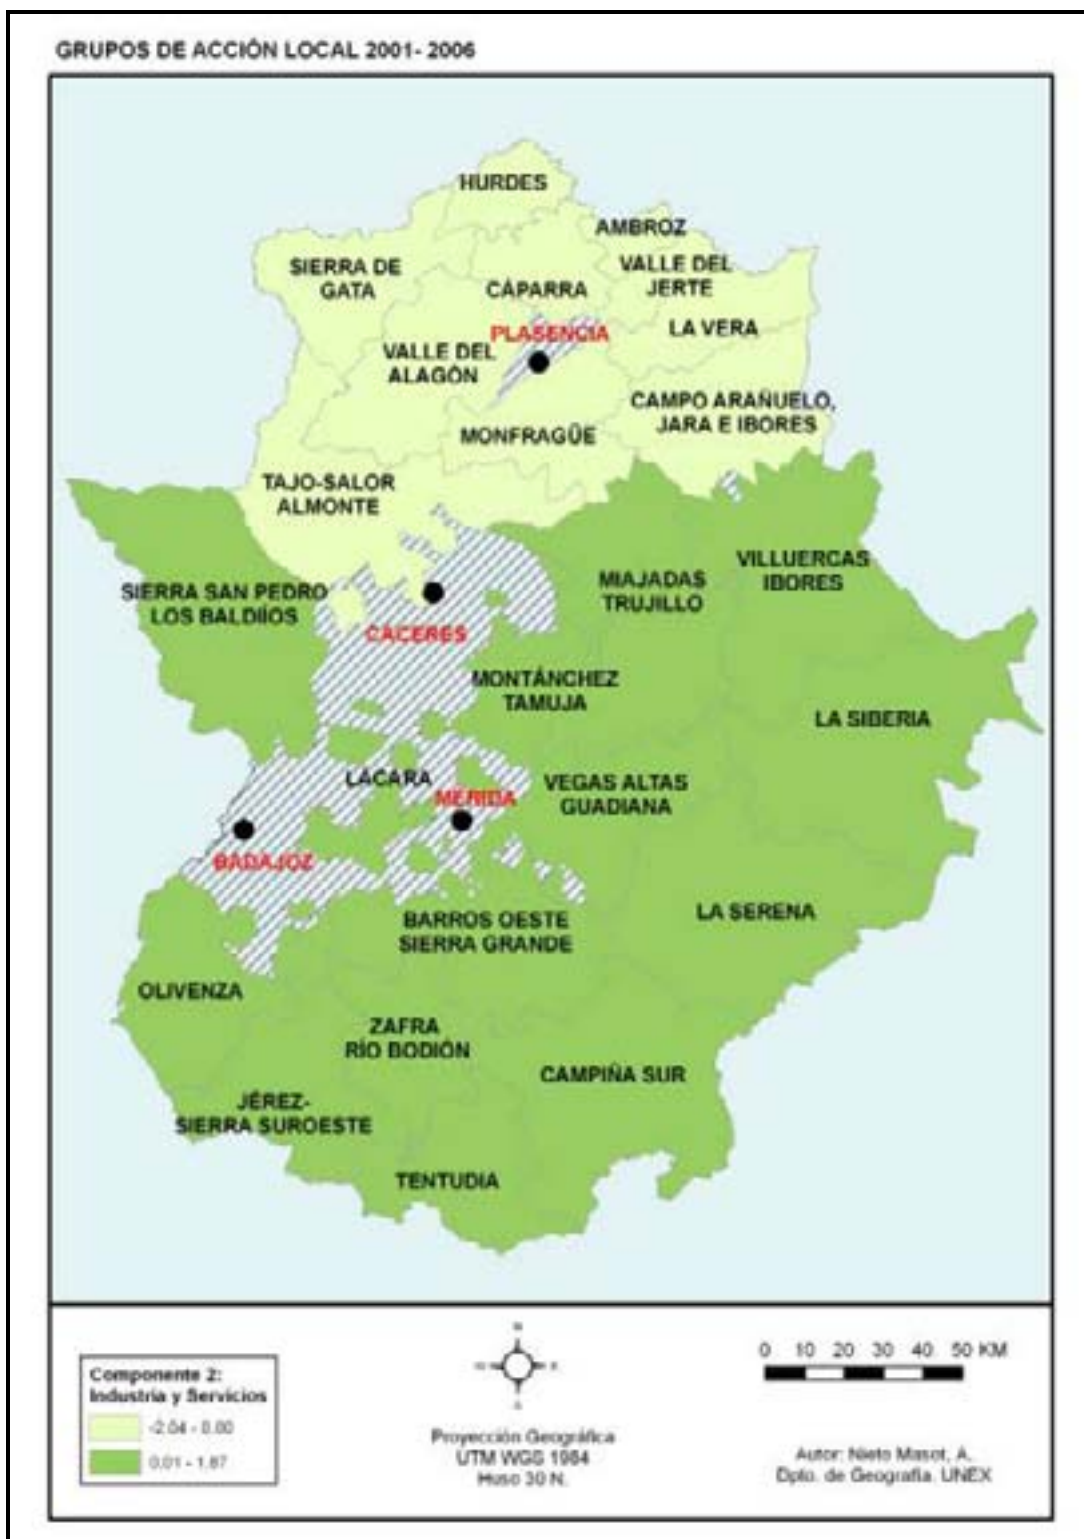 GRUPOS DE ACCIÓN LOCAL 2001- 2006
HURDES
AMBROZ
SIERRA DE
GATA
CÁPARRA
VALLE DEL
JERTE
PLASENCIA
LA VERA
VALLE DEL
ALAGÓN
CAMPO ARAÑUELO,
JARA E IBORES
MONFRAGÜE
TAJO-SALOR
ALMONTE
SIERRA SAN PEDRO
LOS BALDIÍOS
MIAJADAS
TRUJILLO
VILLUERCAS
IBORES
CÁCERES
MONTÁNCHEZ
TAMUJA
LA SIBERIA
LÁCARA
MÉRIDA
VEGAS ALTAS
GUADIANA
BADAJOZ
BARROS OESTE
SIERRA GRANDE
LA SERENA
OLIVENZA
ZAFRA
RÍO BODIÓN
CAMPIÑA SUR
JÉREZ-
SIERRA SUROESTE
TENTUDIA
Componente 2:
Industria y Servicios
-2.04 - 0.00
0.01 - 1.87
Proyección Geográfica
UTM WGS 1984
Huso 30 N.
0 10 20 30 40 50 KM
Autor: Nieto Masot, A.
Dpto. de Geografía. UNEX